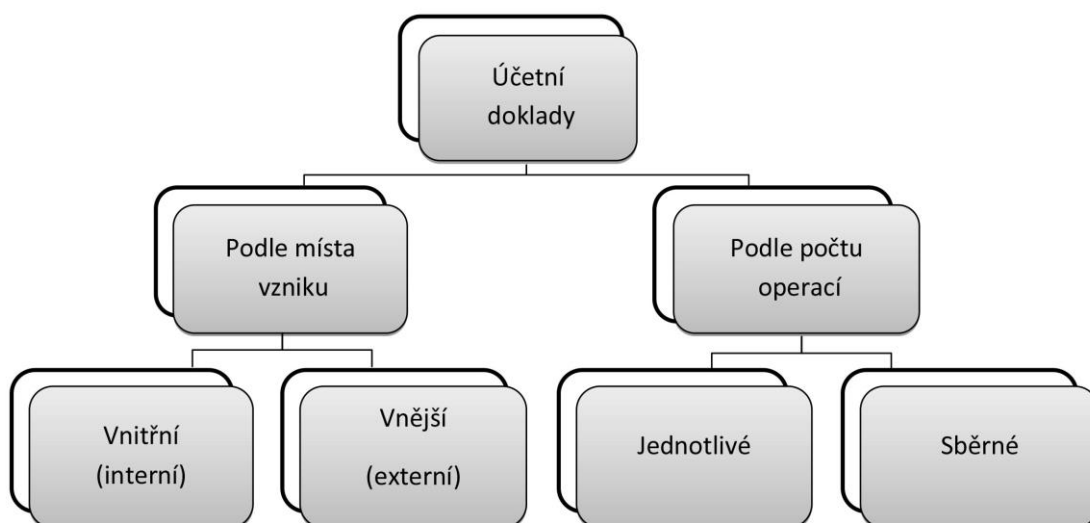 Účetní
doklady
Podle místa
vzniku
Podle počtu
operací
Vnitřní
(interní)
Vnější
(externí)
Jednotlivé
Sběrné